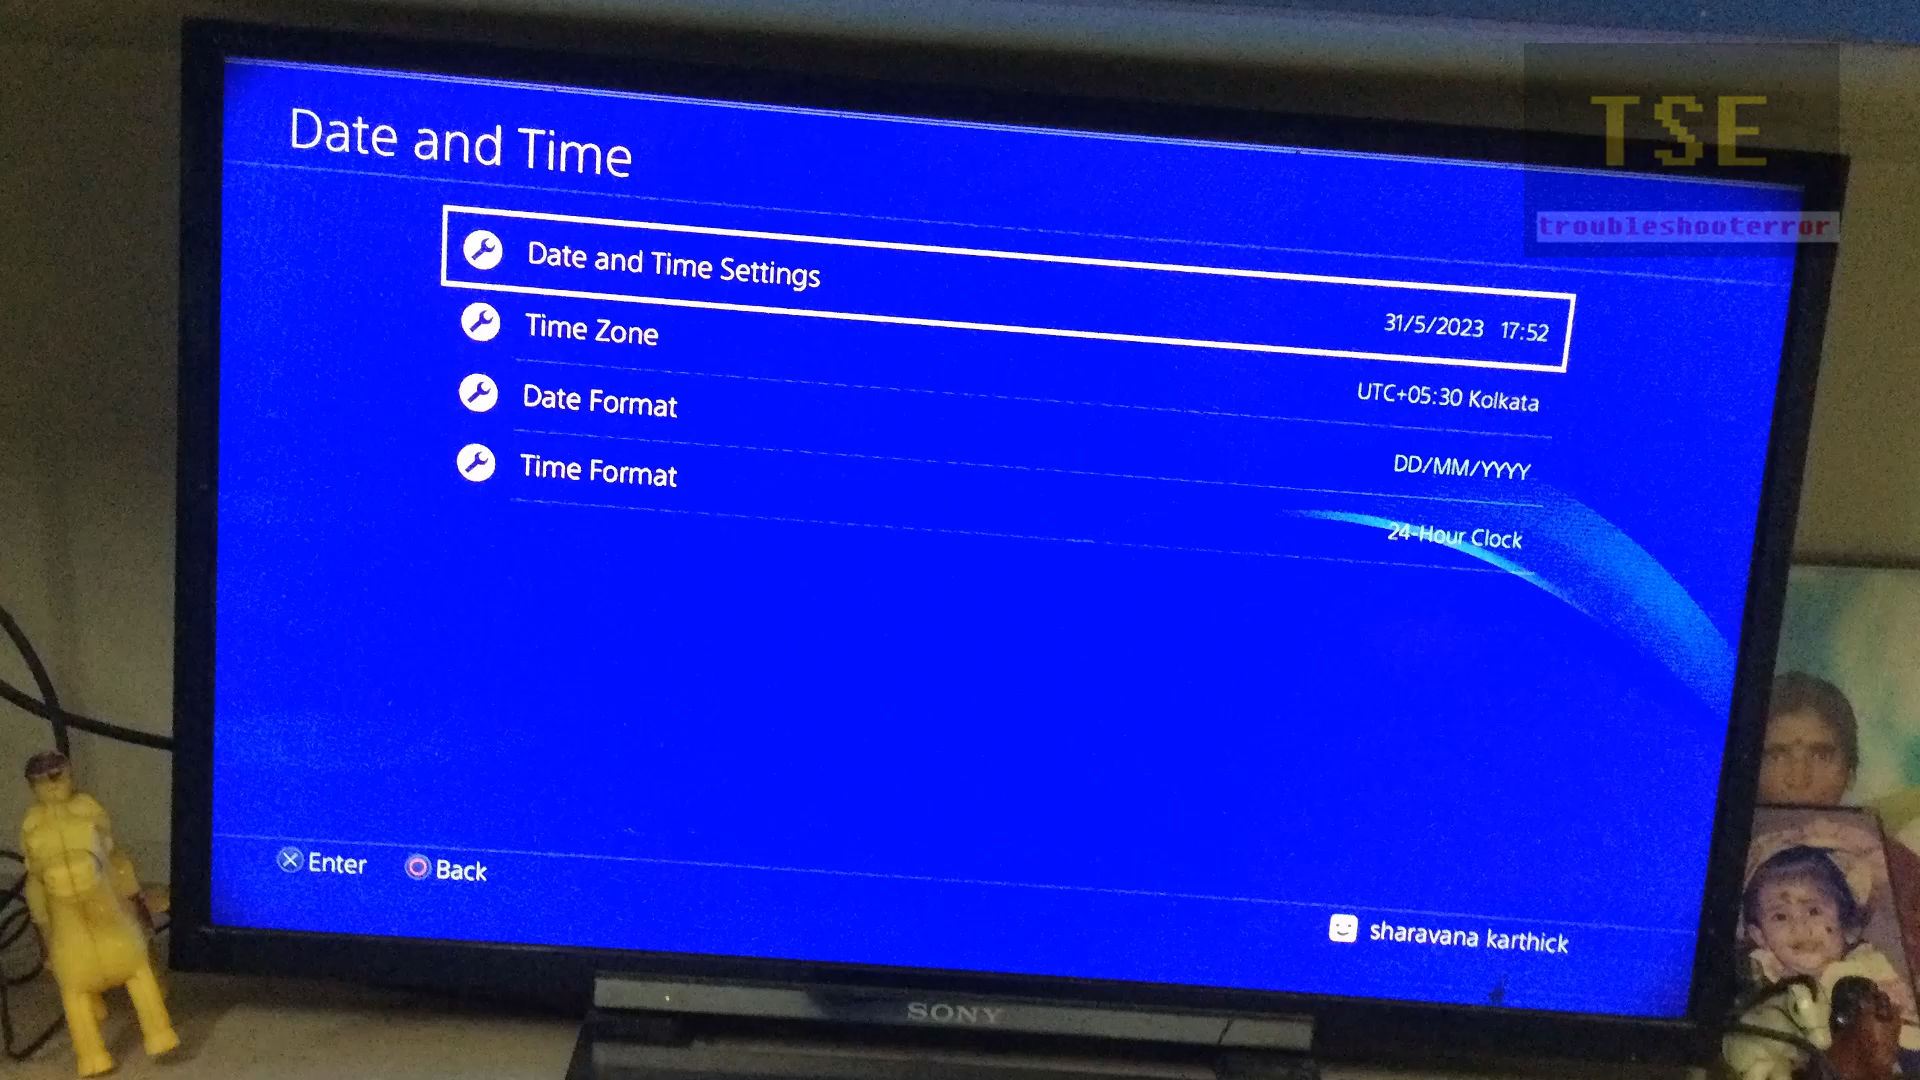 TSE
troubleshooterror
Date and Time
Date and Time Settings 31/5/2023 17:52
Time Zone UTC+05:30 Kolkata
Date Format DD/MM/YYYY
Time Format 24-Hour Clock
Enter Back
sharavana karthick
SONY